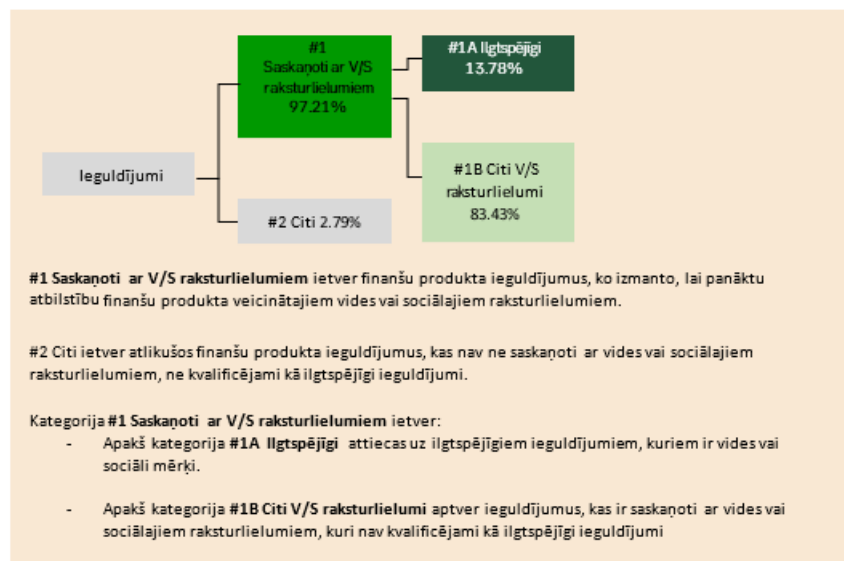 #1
Saskaņoti ar V/S
raksturlielumiem
97.21%
#1A Ilgtspējīgi
13.78%
Ieguldījumi
#1B Citi V/S
raksturlielumi
83.43%
#2 Citi 2.79%
#1 Saskaņoti ar V/S raksturlielumiem ietver finanšu produkta ieguldījumus, ko izmanto, lai panāktu
atbilstību finanšu produkta veicinātajiem vides vai sociālajiem raksturlielumiem.
#2 Citi ietver atlikušos finanšu produkta ieguldījumus, kas nav ne saskaņoti ar vides vai sociālajiem
raksturlielumiem, ne kvalificējami kā ilgtspējīgi ieguldījumi.
Kategorija #1 Saskaņoti ar V/S raksturlielumiem ietver:
- Apakš kategorija #1A Ilgtspējīgi attiecas uz ilgtspējīgiem ieguldījumiem, kuriem ir vides vai
sociāli mērķi.
- Apakš kategorija #1B Citi V/S raksturlielumi aptver ieguldījumus, kas ir saskaņoti ar vides vai
sociālajiem raksturlielumiem, kuri nav kvalificējami kā ilgtspējīgi ieguldījumi